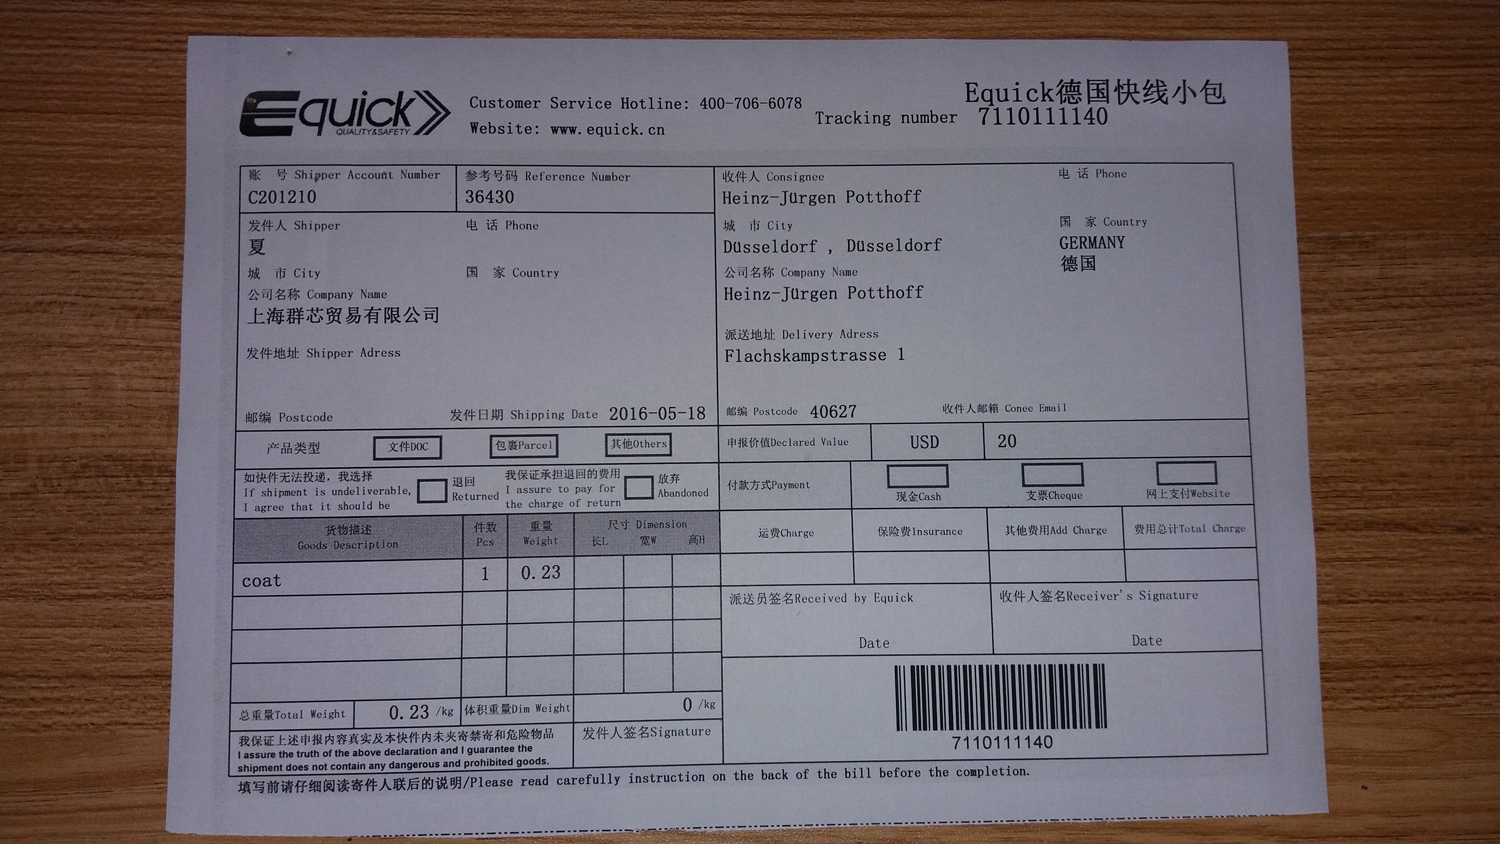 Equick
QUALITY&SAFETY
Customer Service Hotline: 400-706-6078
Website: www.equick.cn
Equick德国快线小包
Tracking number 7110111140
账 号 Shipper Account Number
C201210
参考号码 Reference Number
36430
发件人 Shipper
夏
电 话 Phone
城 市 City
国 家 Country
公司名称 Company Name
上海群芯贸易有限公司
发件地址 Shipper Adress
邮编 Postcode
发件日期 Shipping Date 2016-05-18
收件人 Consignee
Heinz-Jürgen Potthoff
电 话 Phone
城 市 City
Düsseldorf , Düsseldorf
国 家 Country
GERMANY
德国
公司名称 Company Name
Heinz-Jürgen Potthoff
派送地址 Delivery Adress
Flachskampstrasse 1
邮编 Postcode 40627
收件人邮箱 Conee Email
产品类型
文件DOC
包裹Parcel
其他Others
申报价值Declared Value
USD
20
如快件无法投递，我选择
If shipment is undeliverable,
I agree that it should be
退回
Returned
我保证承担退回的费用
I assure to pay for
the charge of return
放弃
Abandoned
付款方式Payment
现金Cash
支票Cheque
网上支付Website
货物描述
Goods Description
件数
Pcs
重量
Weight
尺寸 Dimension
长L 宽W 高H
运费Charge
保险费Insurance
其他费用Add Charge
费用总计Total Charge
coat
1
0.23
派送员签名Received by Equick
Date
收件人签名Receiver's Signature
Date
总重量Total Weight
0.23 /kg
体积重量Dim Weight
0 /kg
我保证上述申报内容真实及本快件内未夹寄禁寄和危险物品
I assure the truth of the above declaration and I guarantee the
shipment does not contain any dangerous and prohibited goods.
发件人签名Signature
7110111140
填写前请仔细阅读寄件人联后的说明/Please read carefully instruction on the back of the bill before the completion.